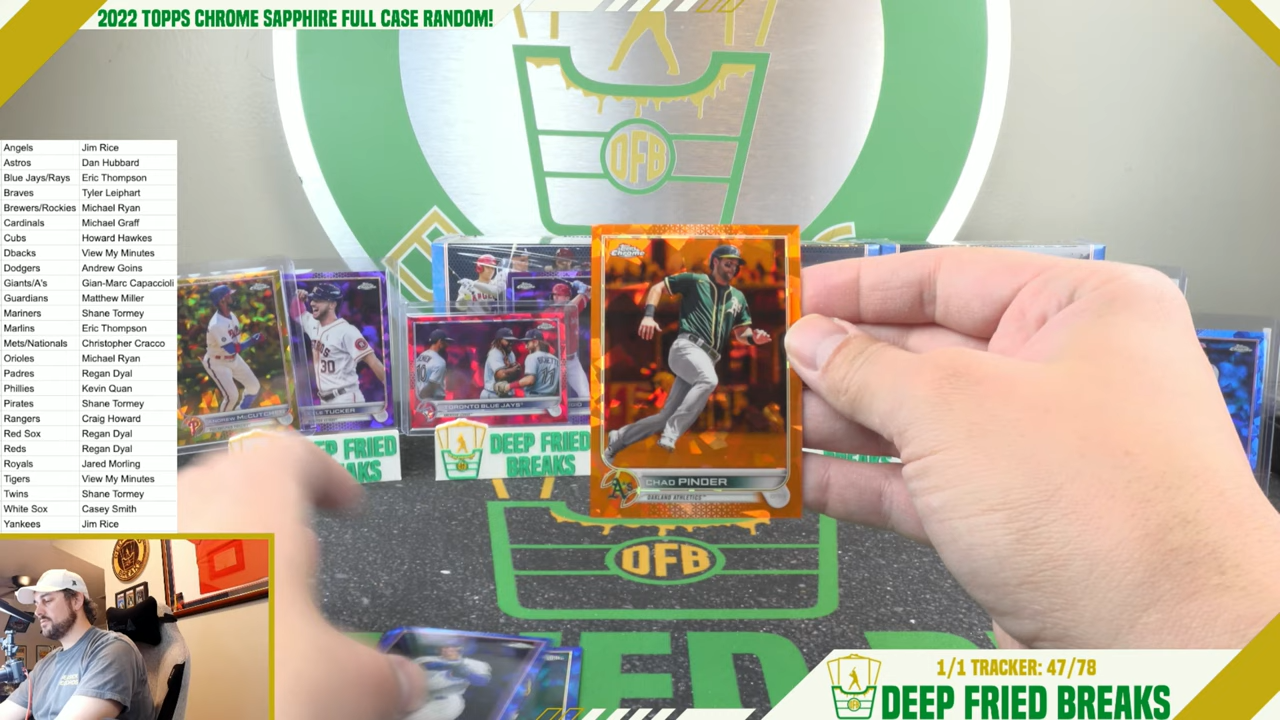 2022 TOPPS CHROME SAPPHIRE FULL CASE RANDOM!
Angels Jim Rice
Astros Dan Hubbard
Blue Jays/Rays Eric Thompson
Braves Tyler Leiphart
Brewers/Rockies Michael Ryan
Cardinals Michael Graff
Cubs Howard Hawkes
Dbacks View My Minutes
Dodgers Andrew Goins
Giants/A's Gian-Marc Capaccioli
Guardians Matthew Miller
Mariners Shane Tormey
Marlins Eric Thompson
Mets/Nationals Christopher Cracco
Orioles Michael Ryan
Padres Regan Dyal
Phillies Kevin Quan
Pirates Shane Tormey
Rangers Craig Howard
Red Sox Regan Dyal
Reds Regan Dyal
Royals Jared Morling
Tigers View My Minutes
Twins Shane Tormey
White Sox Casey Smith
Yankees Jim Rice
DFB
Topps
Chrome
30
TUCKER
TORONTO BLUE JAYS
DEEP FRIED
BREAKS
BREAKS
CHAD PINDER
A's
OAKLAND ATHLETICS
DFB
1/1 TRACKER: 47/78
DEEP FRIED BREAKS